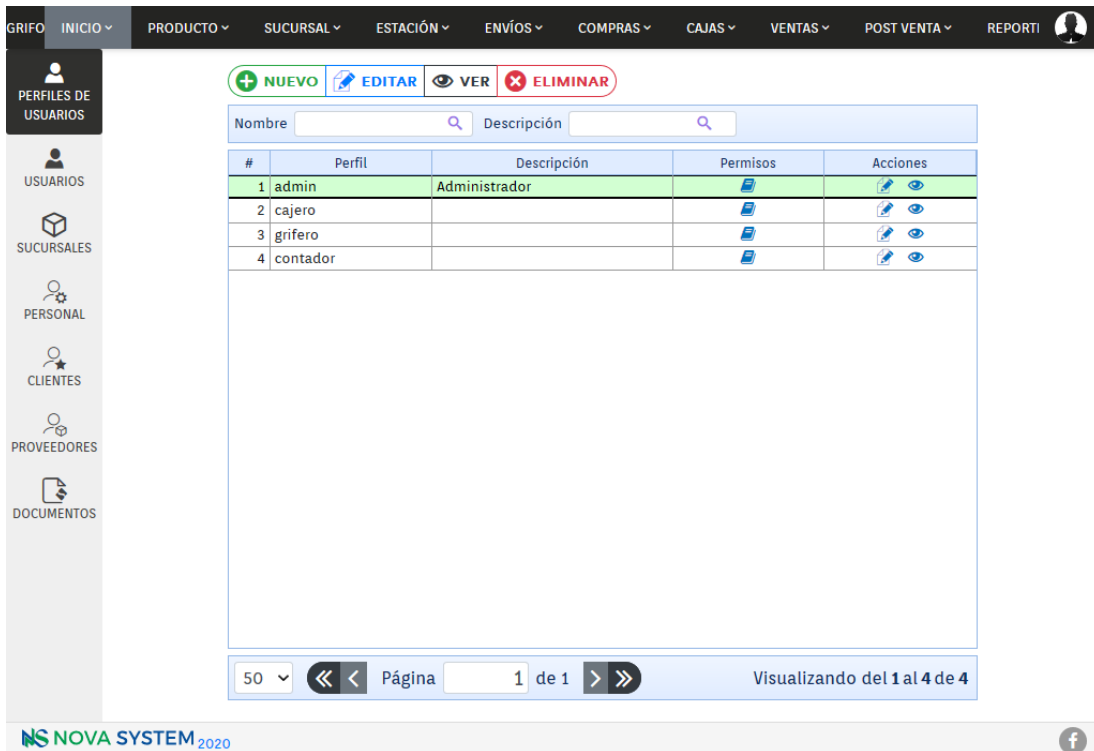 GRIFO INICIO PRODUCTO SUCURSAL ESTACIÓN ENVÍOS COMPRAS CAJAS VENTAS POST VENTA REPORTI
PERFILES DE
USUARIOS
USUARIOS
SUCURSALES
PERSONAL
CLIENTES
PROVEEDORES
DOCUMENTOS
NUEVO EDITAR VER ELIMINAR
Nombre Descripción
# Perfil Descripción Permisos Acciones
1 admin Administrador
2 cajero
3 grifero
4 contador
50 Página 1 de 1 Visualizando del 1 al 4 de 4
NS NOVA SYSTEM 2020